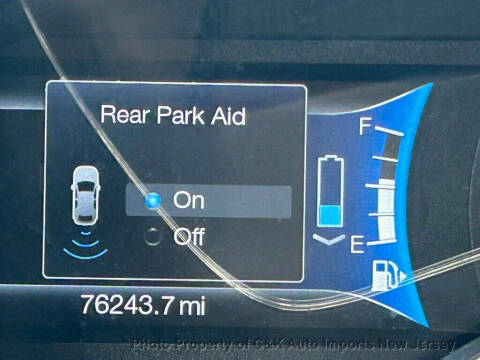 Rear Park Aid
On
Off
F
E
76243.7 mi
Photo Property of C&K Auto Imports New Jersey